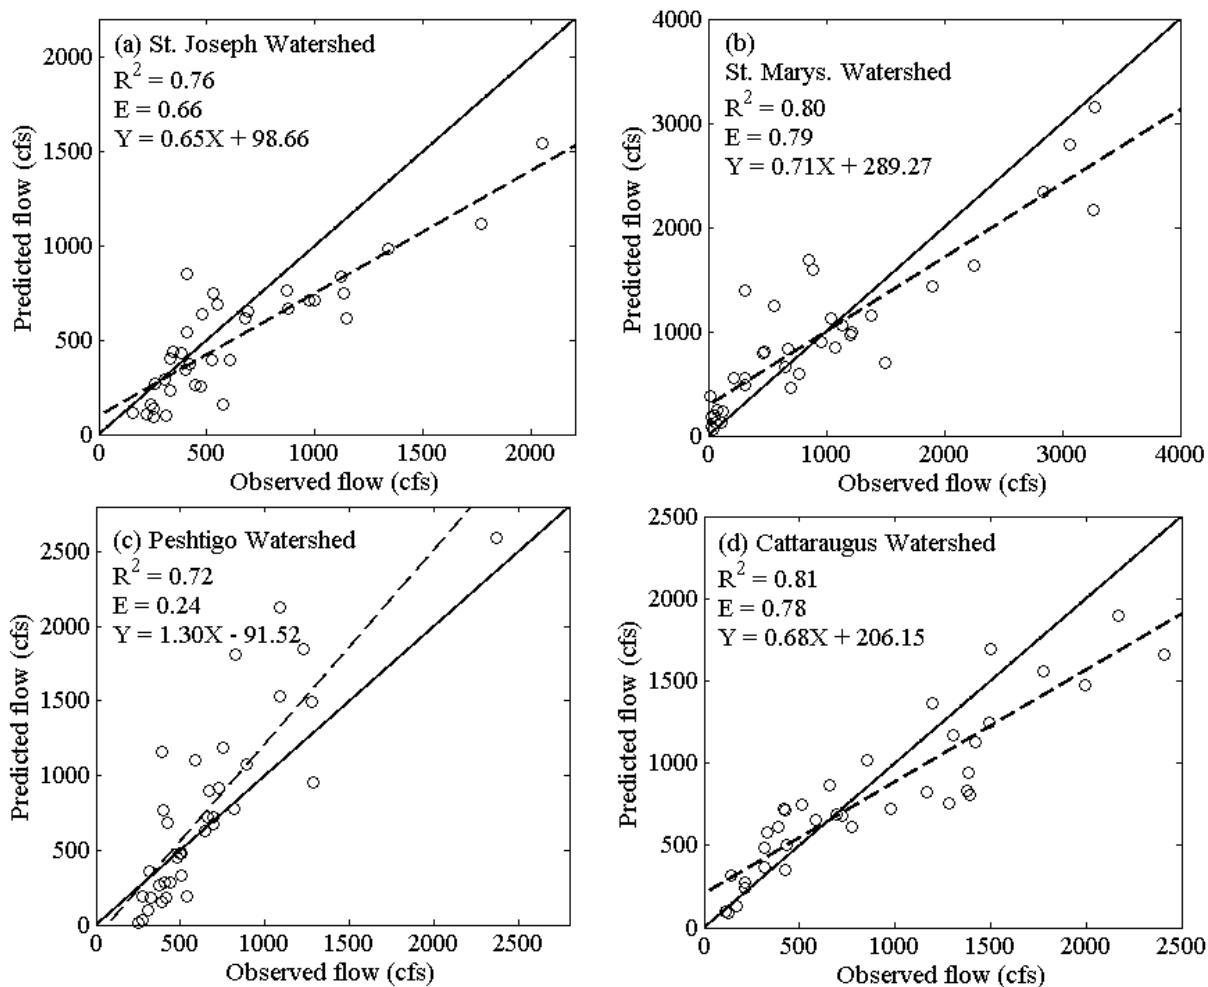 (a) St. Joseph Watershed
R² = 0.76
E = 0.66
Y = 0.65X + 98.66
Predicted flow (cfs)
2000
1500
1000
500
0
0 500 1000 1500 2000
Observed flow (cfs)
(b)
St. Marys. Watershed
R² = 0.80
E = 0.79
Y = 0.71X + 289.27
Predicted flow (cfs)
4000
3000
2000
1000
0
0 1000 2000 3000 4000
Observed flow (cfs)
(c) Peshtigo Watershed
R² = 0.72
E = 0.24
Y = 1.30X - 91.52
Predicted flow (cfs)
2500
2000
1500
1000
500
0
0 500 1000 1500 2000 2500
Observed flow (cfs)
(d) Cattaraugus Watershed
R² = 0.81
E = 0.78
Y = 0.68X + 206.15
Predicted flow (cfs)
2500
2000
1500
1000
500
0
0 500 1000 1500 2000 2500
Observed flow (cfs)